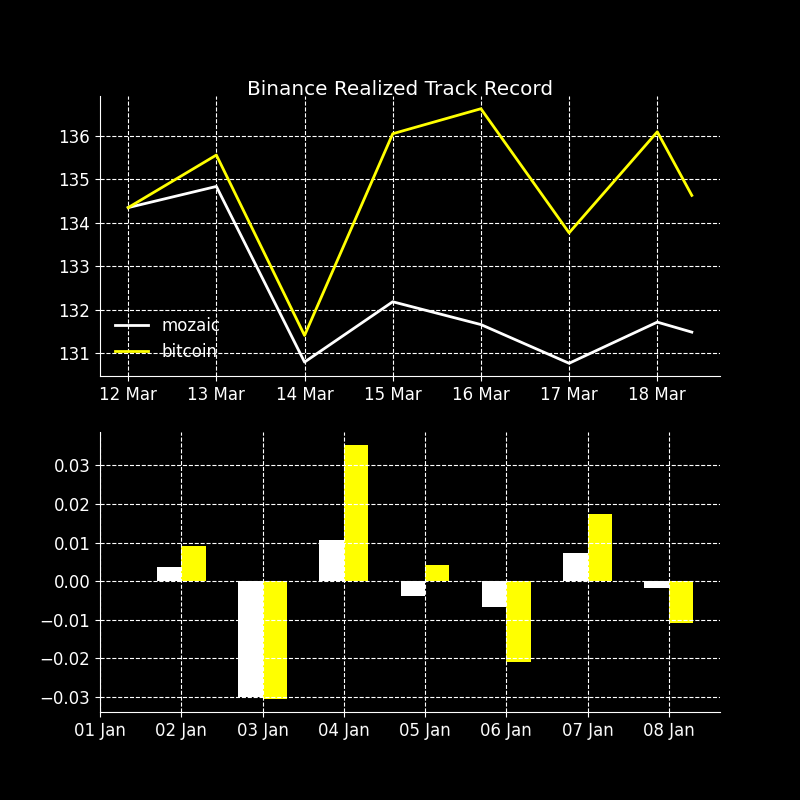 Binance Realized Track Record
136
135
134
133
132
131
mozaic
bitcoin
12 Mar 13 Mar 14 Mar 15 Mar 16 Mar 17 Mar 18 Mar
0.03
0.02
0.01
0.00
−0.01
−0.02
−0.03
01 Jan 02 Jan 03 Jan 04 Jan 05 Jan 06 Jan 07 Jan 08 Jan